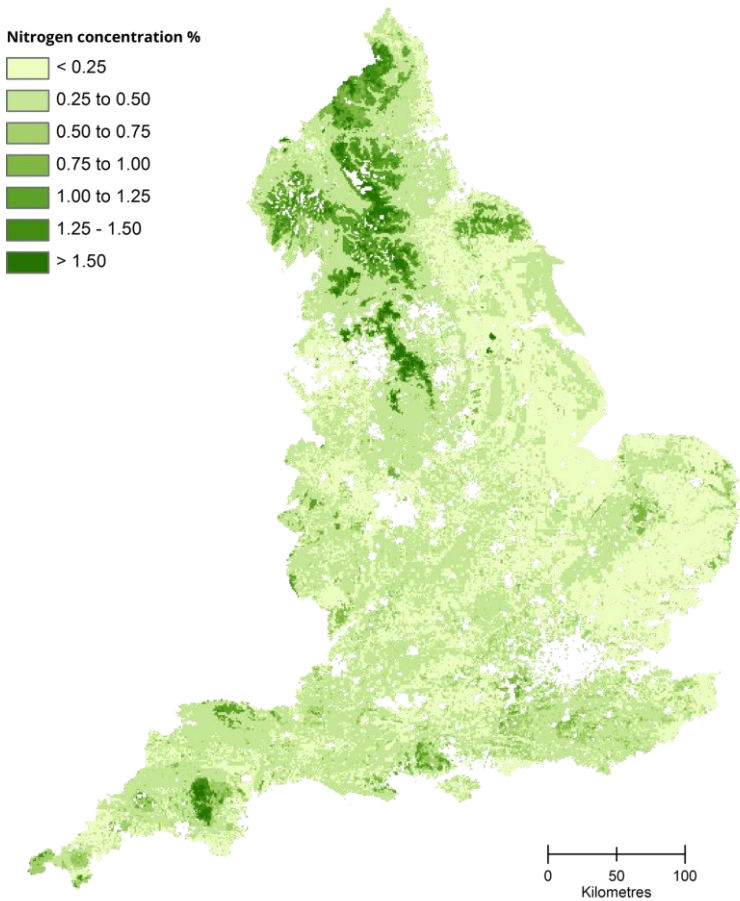 Nitrogen concentration %
< 0.25
0.25 to 0.50
0.50 to 0.75
0.75 to 1.00
1.00 to 1.25
1.25 - 1.50
> 1.50
0 50 100
Kilometres